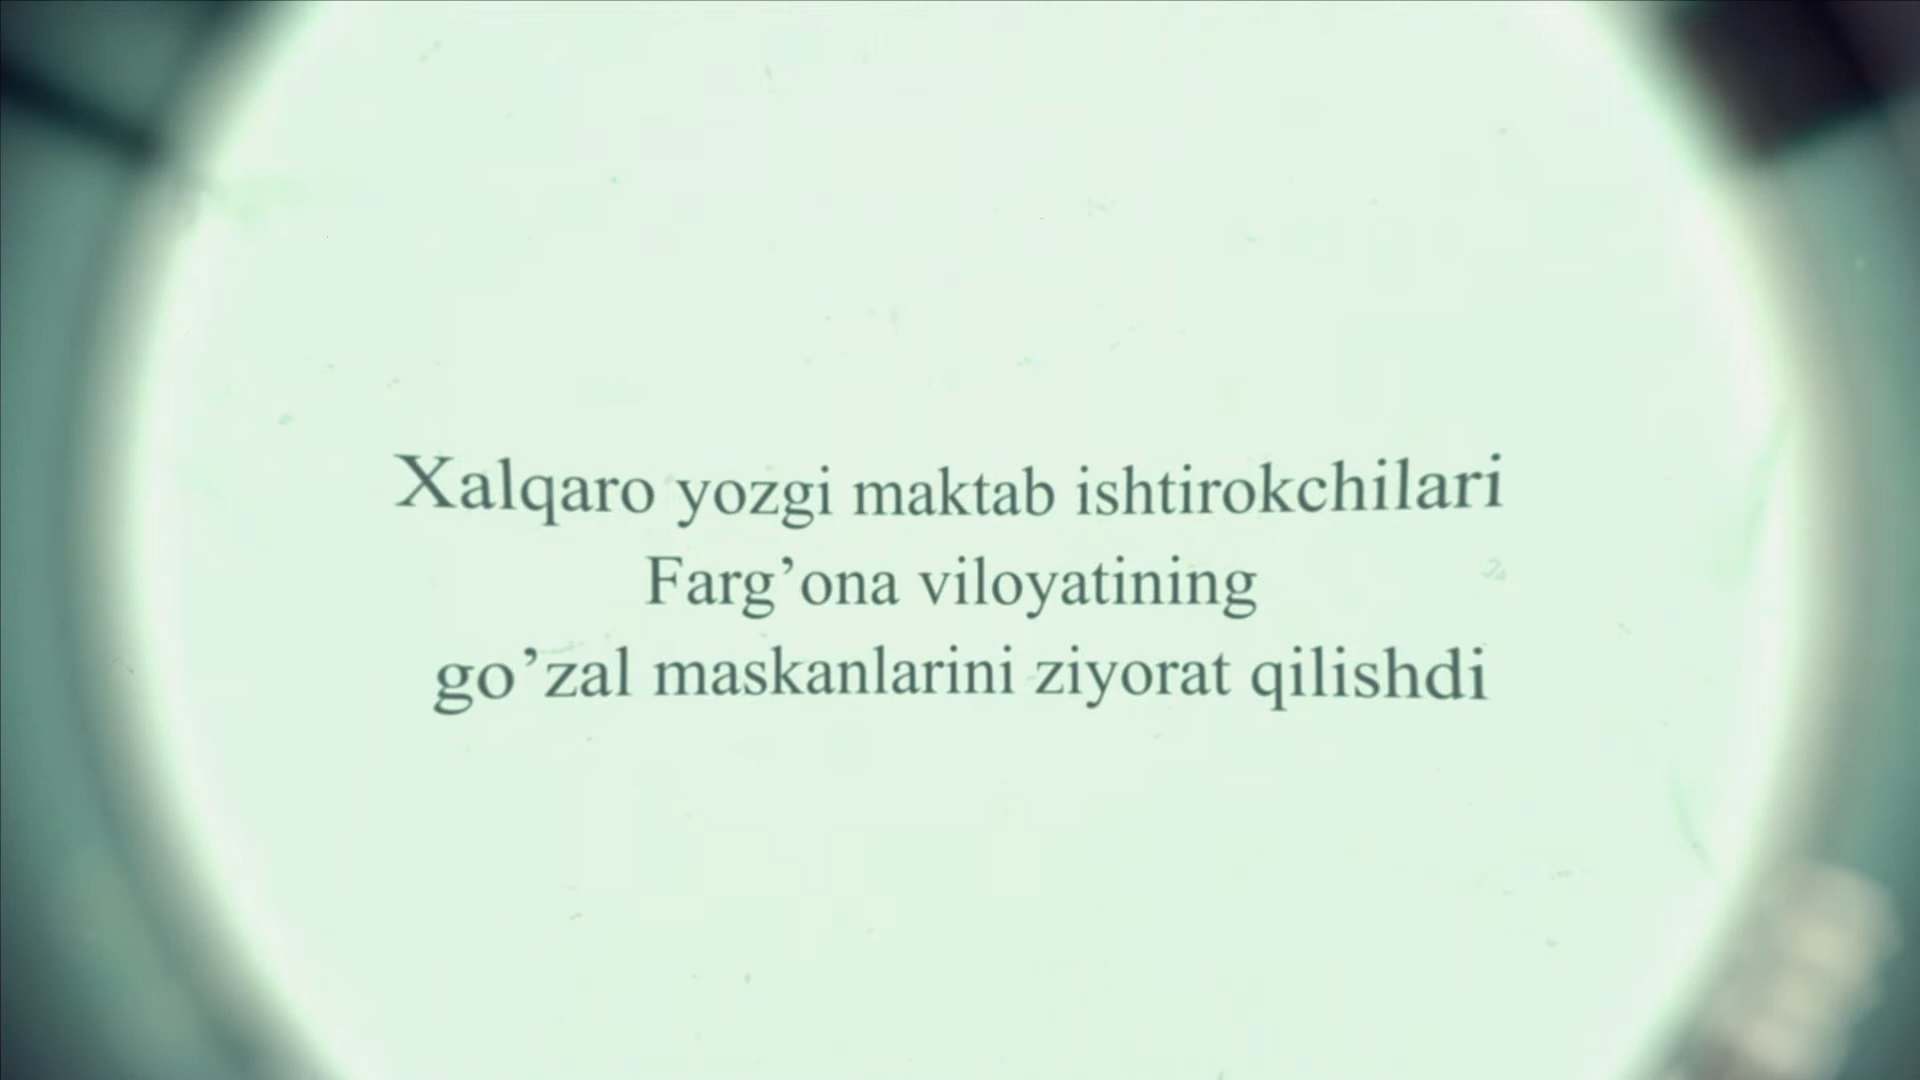 Xalqaro yozgi maktab ishtirokchilari
Farg’ona viloyatining
go’zal maskanlarini ziyorat qilishdi